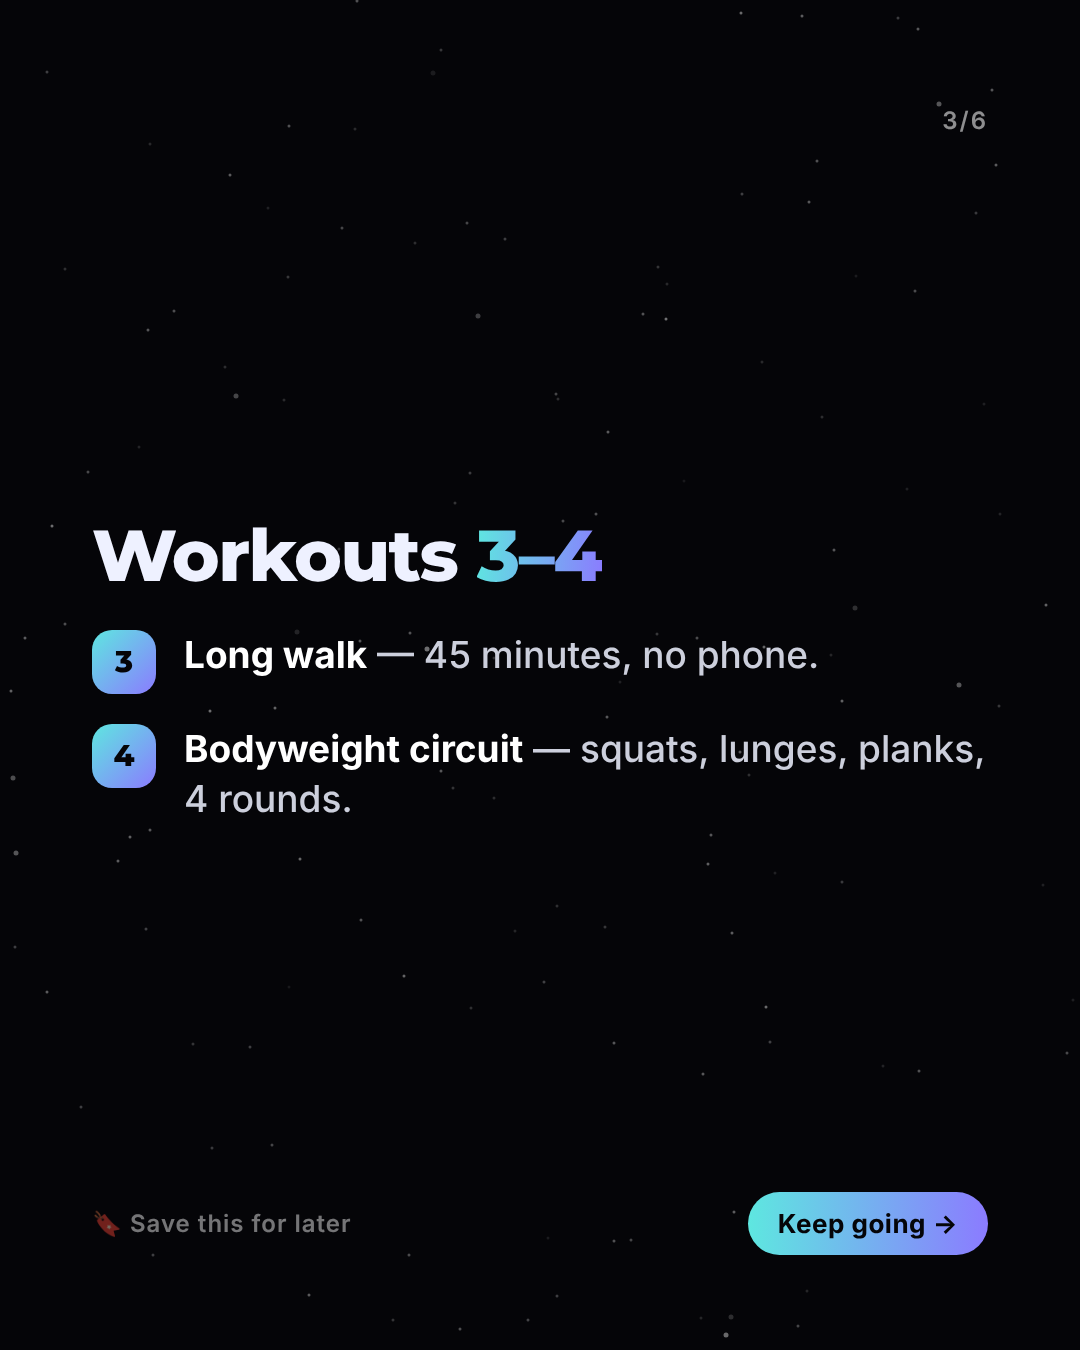 3/6
Workouts 3–4
3 Long walk — 45 minutes, no phone.
4 Bodyweight circuit — squats, lunges, planks,
4 rounds.
🔖 Save this for later
Keep going →